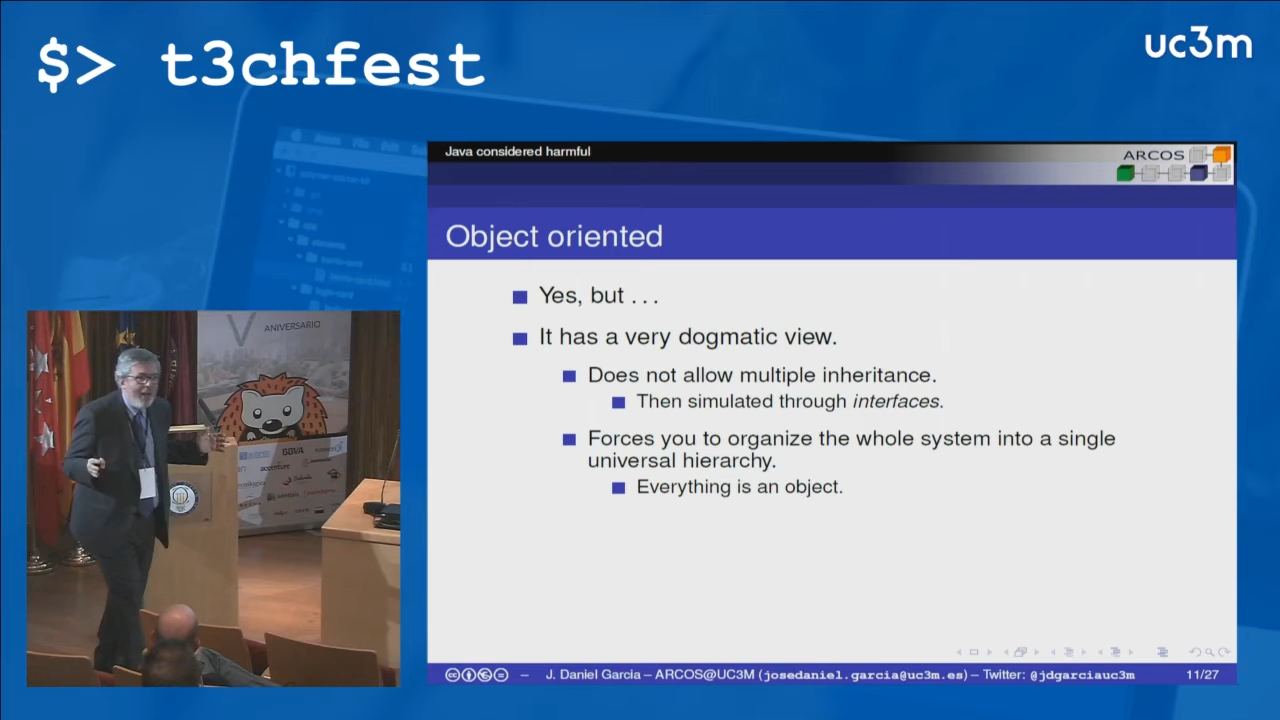 $> t3chfest
uc3m
Java considered harmful
ARCOS
Object oriented
Yes, but . . .
It has a very dogmatic view.
Does not allow multiple inheritance.
Then simulated through interfaces.
Forces you to organize the whole system into a single
universal hierarchy.
Everything is an object.
V ANIVERSARIO
BBVA
accenture
J. Daniel Garcia – ARCOS@UC3M (josedaniel.garcia@uc3m.es) – Twitter: @jdgarciauc3m
11/27